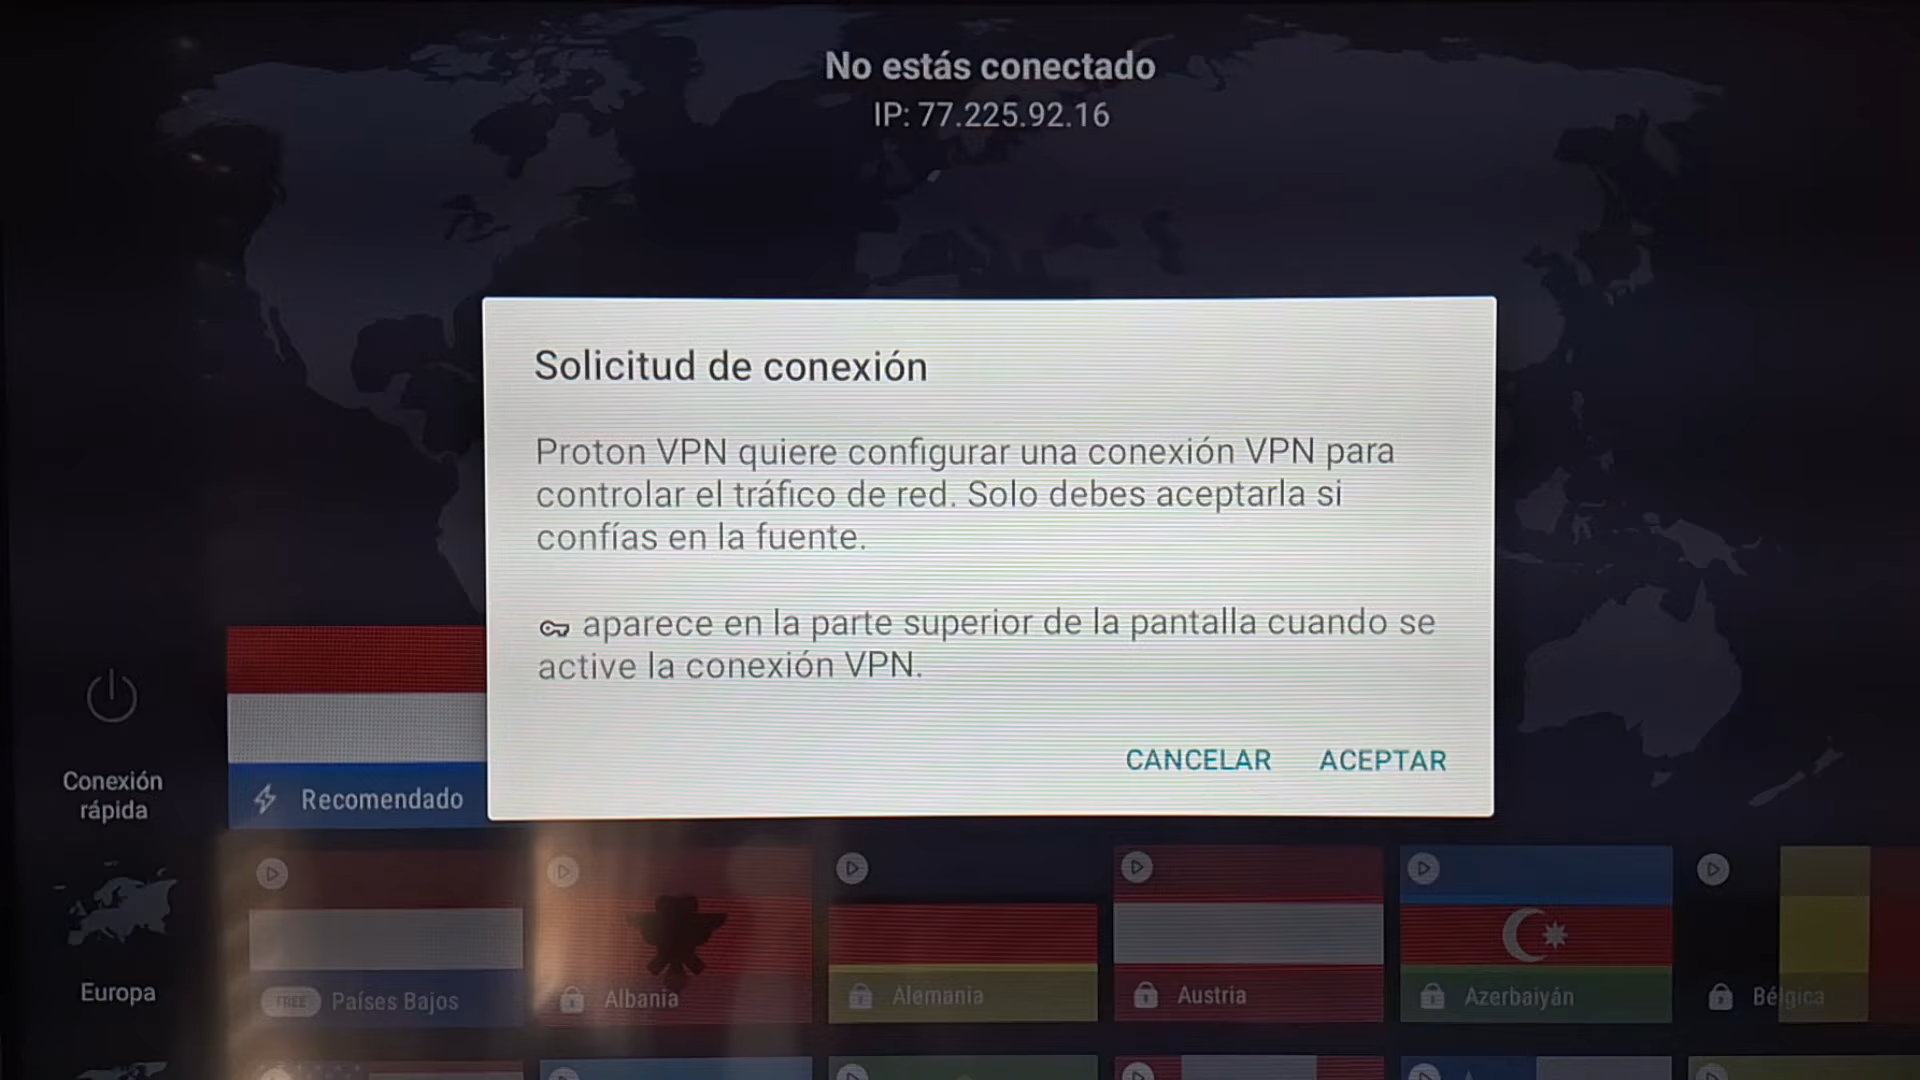 No estás conectado
IP: 77.225.92.16
Solicitud de conexión
Proton VPN quiere configurar una conexión VPN para
controlar el tráfico de red. Solo debes aceptarla si
confías en la fuente.
aparece en la parte superior de la pantalla cuando se
active la conexión VPN.
CANCELAR ACEPTAR
Conexión
rápida
Recomendado
Europa
FREE Países Bajos
Albania
Alemania
Austria
Azerbaiyán
Bélgica